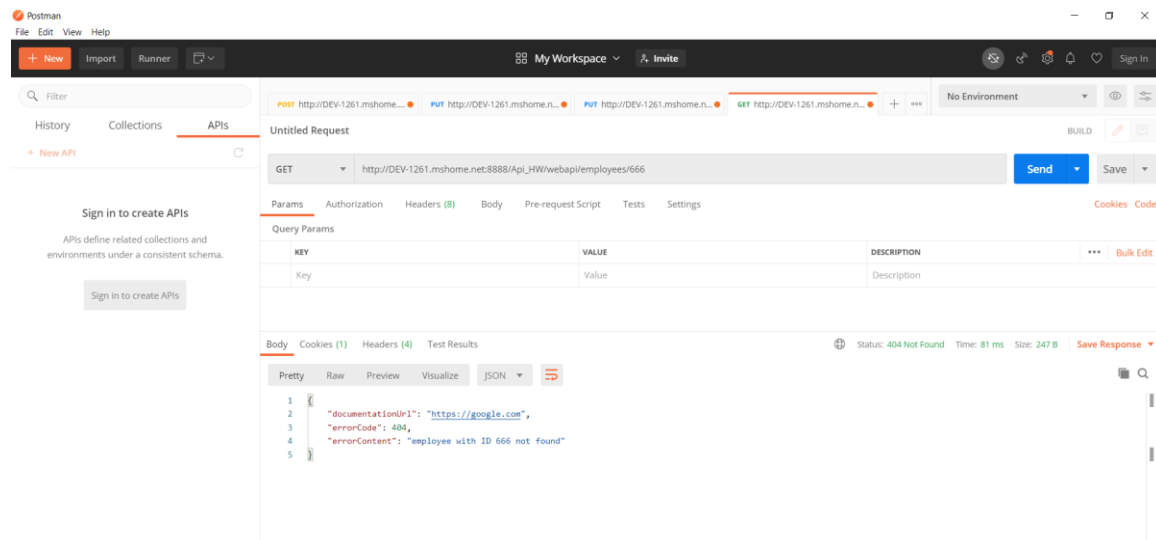 Postman
File Edit View Help
+ New Import Runner My Workspace Invite Sign In
Filter
History Collections APIs
+ New API
Sign in to create APIs
APIs define related collections and
environments under a consistent schema.
Sign in to create APIs
POST http://DEV-1261.mshome.... PUT http://DEV-1261.mshome.n... PUT http://DEV-1261.mshome.n... GET http://DEV-1261.mshome.n... + ••• No Environment
Untitled Request BUILD
GET http://DEV-1261.mshome.net:8888/Api_HW/webapi/employees/666 Send Save
Params Authorization Headers (8) Body Pre-request Script Tests Settings Cookies Code
Query Params
KEY VALUE DESCRIPTION ••• Bulk Edit
Key Value Description
Body Cookies (1) Headers (4) Test Results Status: 404 Not Found Time: 81 ms Size: 247 B Save Response
Pretty Raw Preview Visualize JSON
1 {
2 "documentationUrl": "https://google.com",
3 "errorCode": 404,
4 "errorContent": "employee with ID 666 not found"
5 }